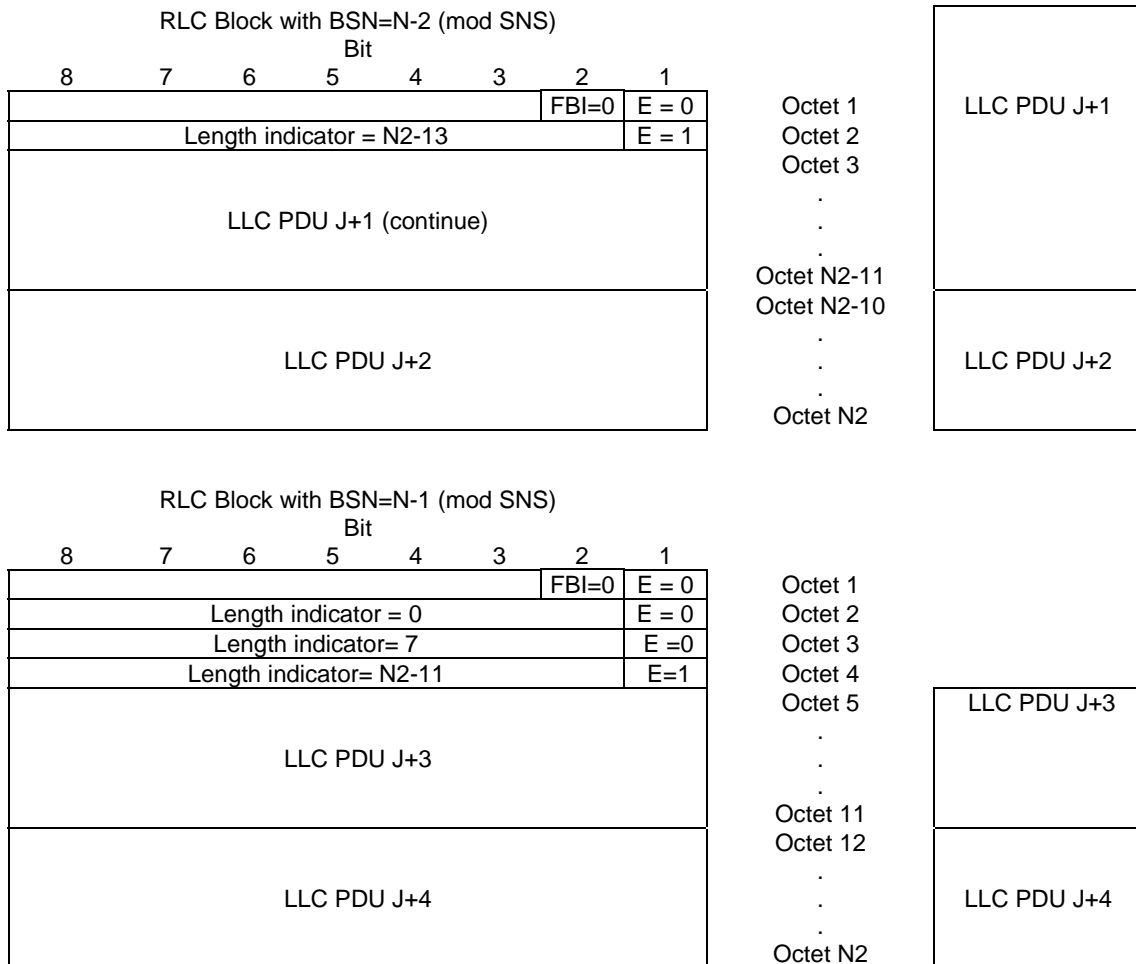 RLC Block with BSN=N-2 (mod SNS)
Bit
8 7 6 5 4 3 2 1
FBI=0 E = 0 Octet 1 LLC PDU J+1
Length indicator = N2-13 E = 1 Octet 2
Octet 3
.
LLC PDU J+1 (continue) .
.
Octet N2-11
Octet N2-10
.
LLC PDU J+2 . LLC PDU J+2
.
Octet N2
RLC Block with BSN=N-1 (mod SNS)
Bit
8 7 6 5 4 3 2 1
FBI=0 E = 0 Octet 1
Length indicator = 0 E = 0 Octet 2
Length indicator= 7 E =0 Octet 3
Length indicator= N2-11 E=1 Octet 4
Octet 5 LLC PDU J+3
.
LLC PDU J+3 .
.
Octet 11
Octet 12
.
LLC PDU J+4 . LLC PDU J+4
.
Octet N2